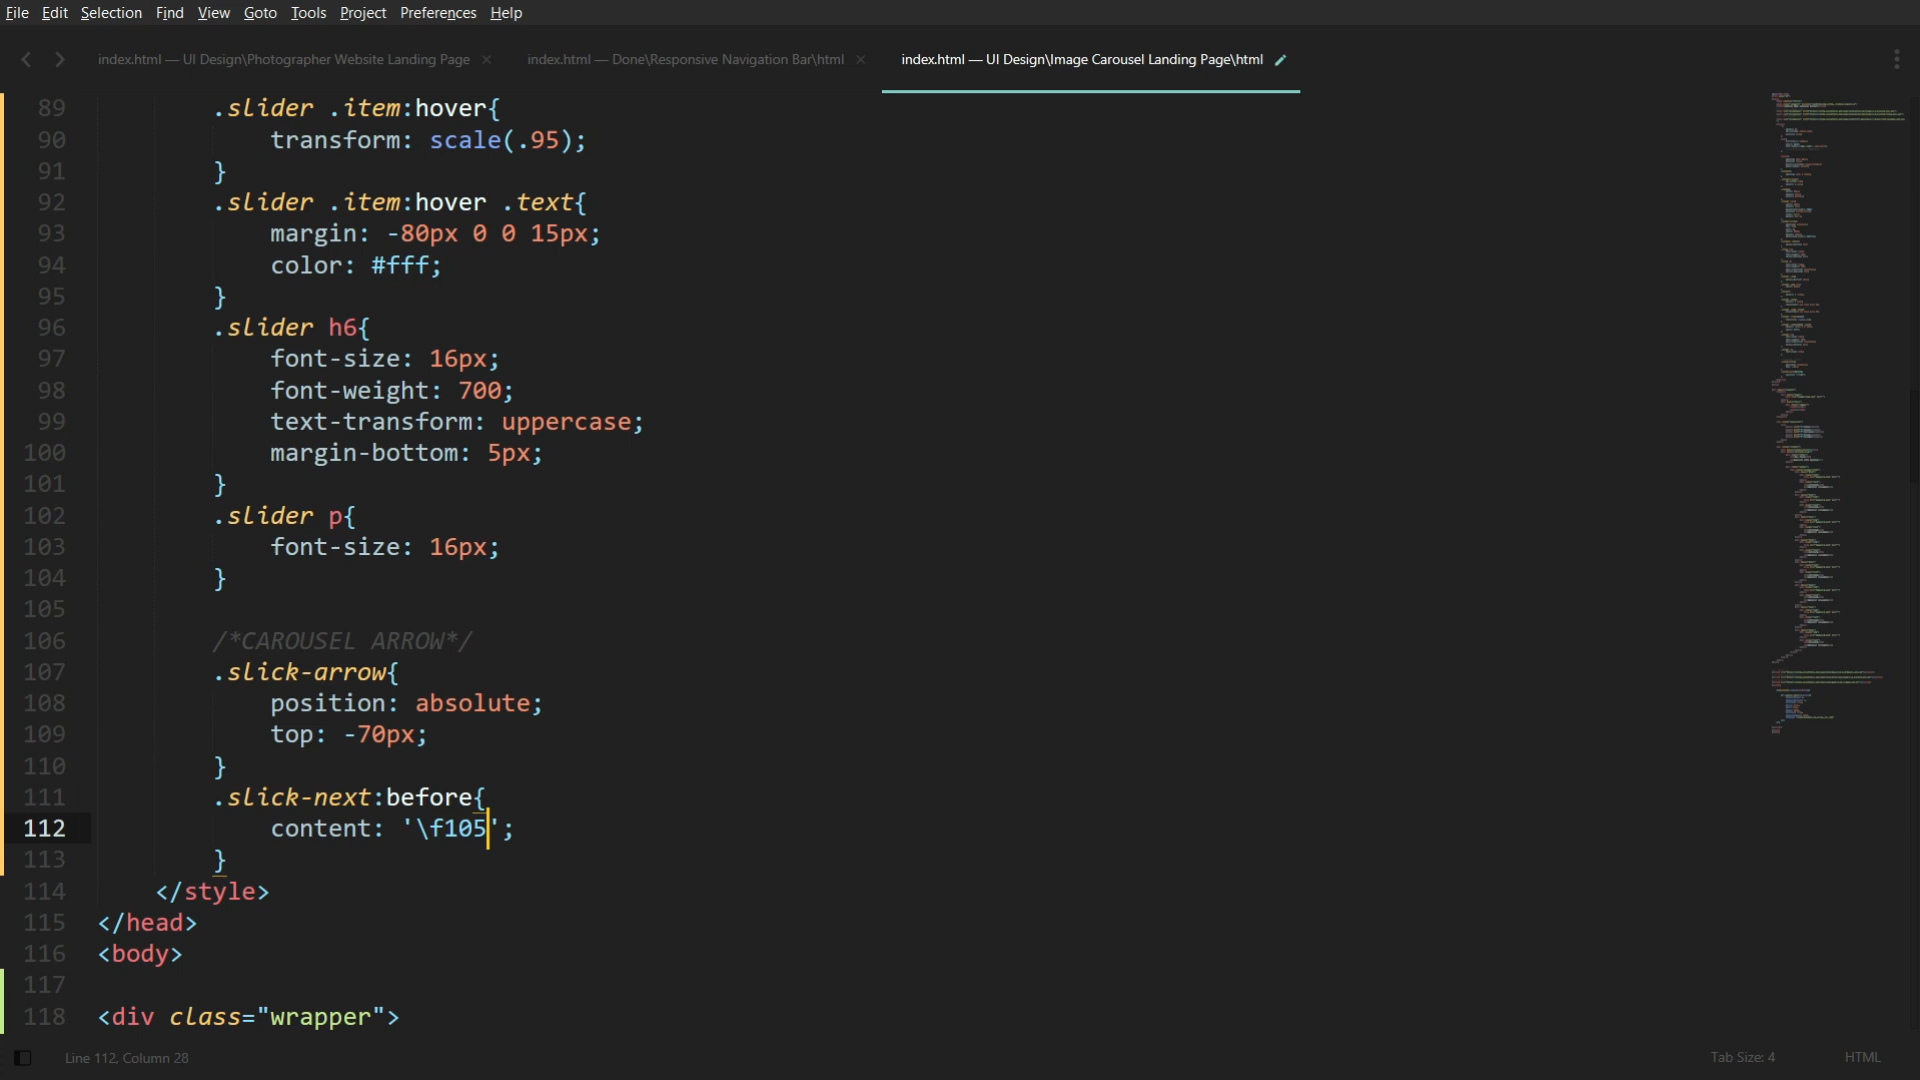 File Edit Selection Find View Goto Tools Project Preferences Help
index.html — UI Design\Photographer Website Landing Page
index.html — Done\Responsive Navigation Bar\html
index.html — UI Design\Image Carousel Landing Page\html
89 .slider .item:hover{
90 transform: scale(.95);
91 }
92 .slider .item:hover .text{
93 margin: -80px 0 0 15px;
94 color: #fff;
95 }
96 .slider h6{
97 font-size: 16px;
98 font-weight: 700;
99 text-transform: uppercase;
100 margin-bottom: 5px;
101 }
102 .slider p{
103 font-size: 16px;
104 }
105
106 /*CAROUSEL ARROW*/
107 .slick-arrow{
108 position: absolute;
109 top: -70px;
110 }
111 .slick-next:before{
112 content: '\f105';
113 }
114 </style>
115 </head>
116 <body>
117
118 <div class="wrapper">
Line 112, Column 28
Tab Size: 4
HTML